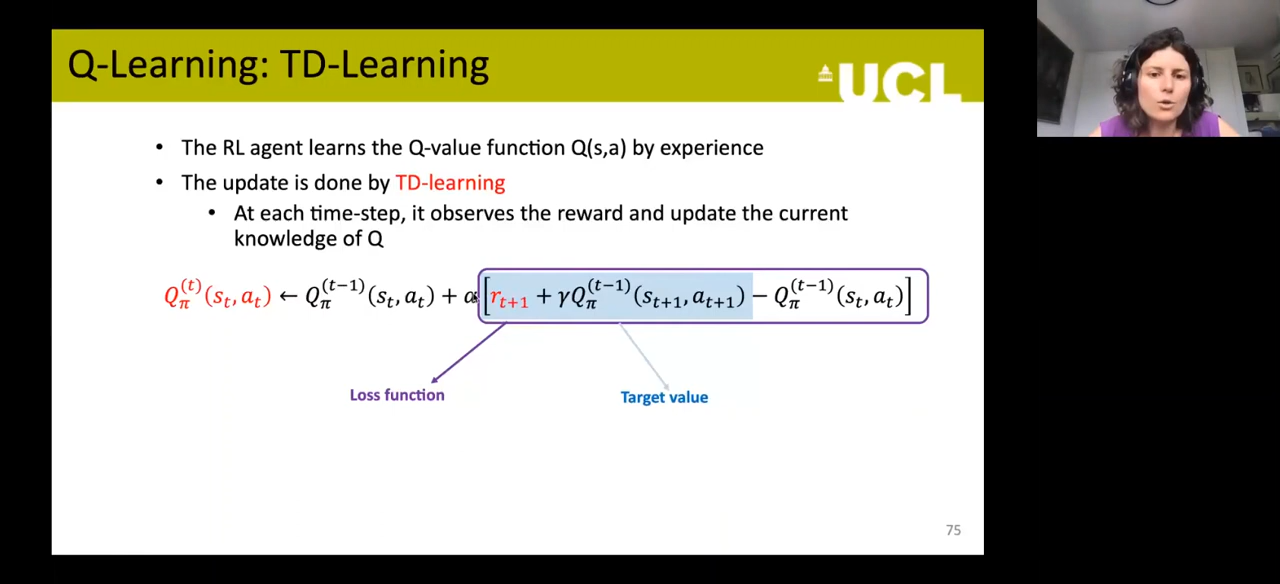 Q-Learning: TD-Learning
UCL
• The RL agent learns the Q-value function Q(s,a) by experience
• The update is done by TD-learning
• At each time-step, it observes the reward and update the current
knowledge of Q
Q_π^(t)(s_t, a_t) ← Q_π^(t−1)(s_t, a_t) + α[r_{t+1} + γQ_π^(t−1)(s_{t+1}, a_{t+1}) − Q_π^(t−1)(s_t, a_t)]
Loss function
Target value
75